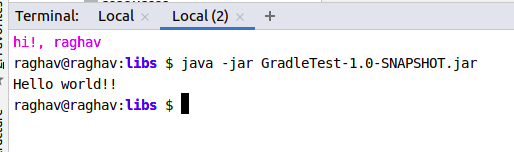 Terminal: Local × Local (2) × +
hi!, raghav
raghav@raghav:libs $ java -jar GradleTest-1.0-SNAPSHOT.jar
Hello world!!
raghav@raghav:libs $